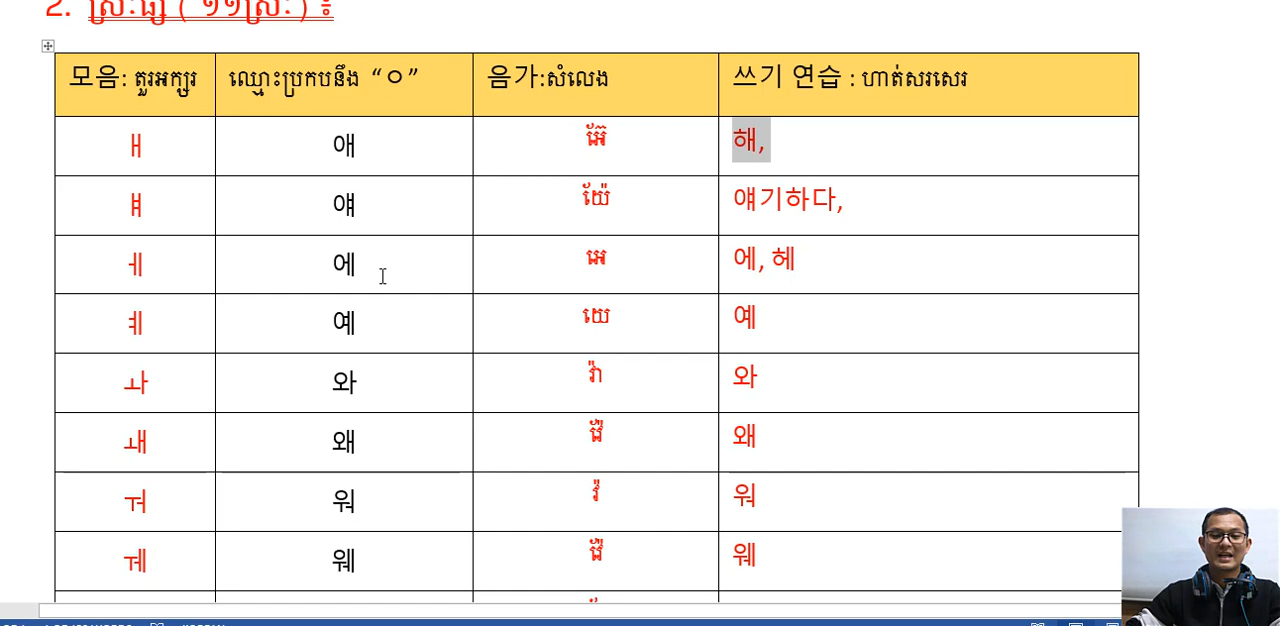 2. ស្រៈផ្សំ ( ១១ស្រៈ) ៖
모음: តួរអក្សរ ឈ្មោះប្រកបនឹង “ㅇ” 음가:សំលេង 쓰기 연습 : ហាត់សរសេរ
ㅐ 애 អ៊ែ 해,
ㅒ 얘 យ៉ែ 얘기하다,
ㅔ 에 អេ 에, 헤
ㅖ 예 យេ 예
ㅘ 와 វ៉ា 와
ㅙ 왜 វ៉ែ 왜
ㅝ 워 វ៉ 워
ㅞ 웨 វ៉ែ 웨